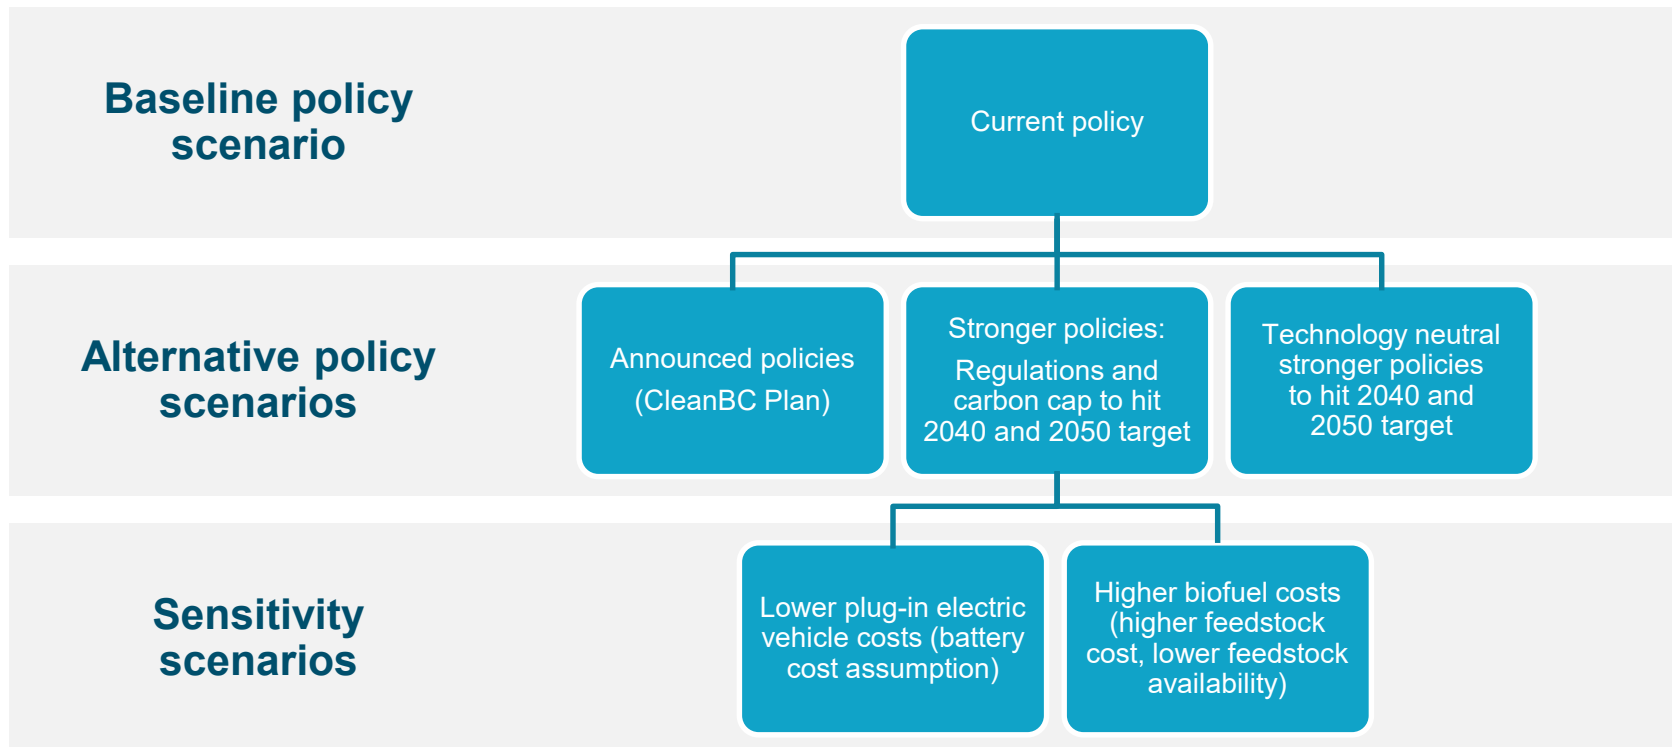 Baseline policy
scenario
Current policy
Alternative policy
scenarios
Announced policies
(CleanBC Plan)
Stronger policies:
Regulations and
carbon cap to hit
2040 and 2050 target
Technology neutral
stronger policies
to hit 2040 and
2050 target
Sensitivity
scenarios
Lower plug-in electric
vehicle costs (battery
cost assumption)
Higher biofuel costs
(higher feedstock
cost, lower feedstock
availability)